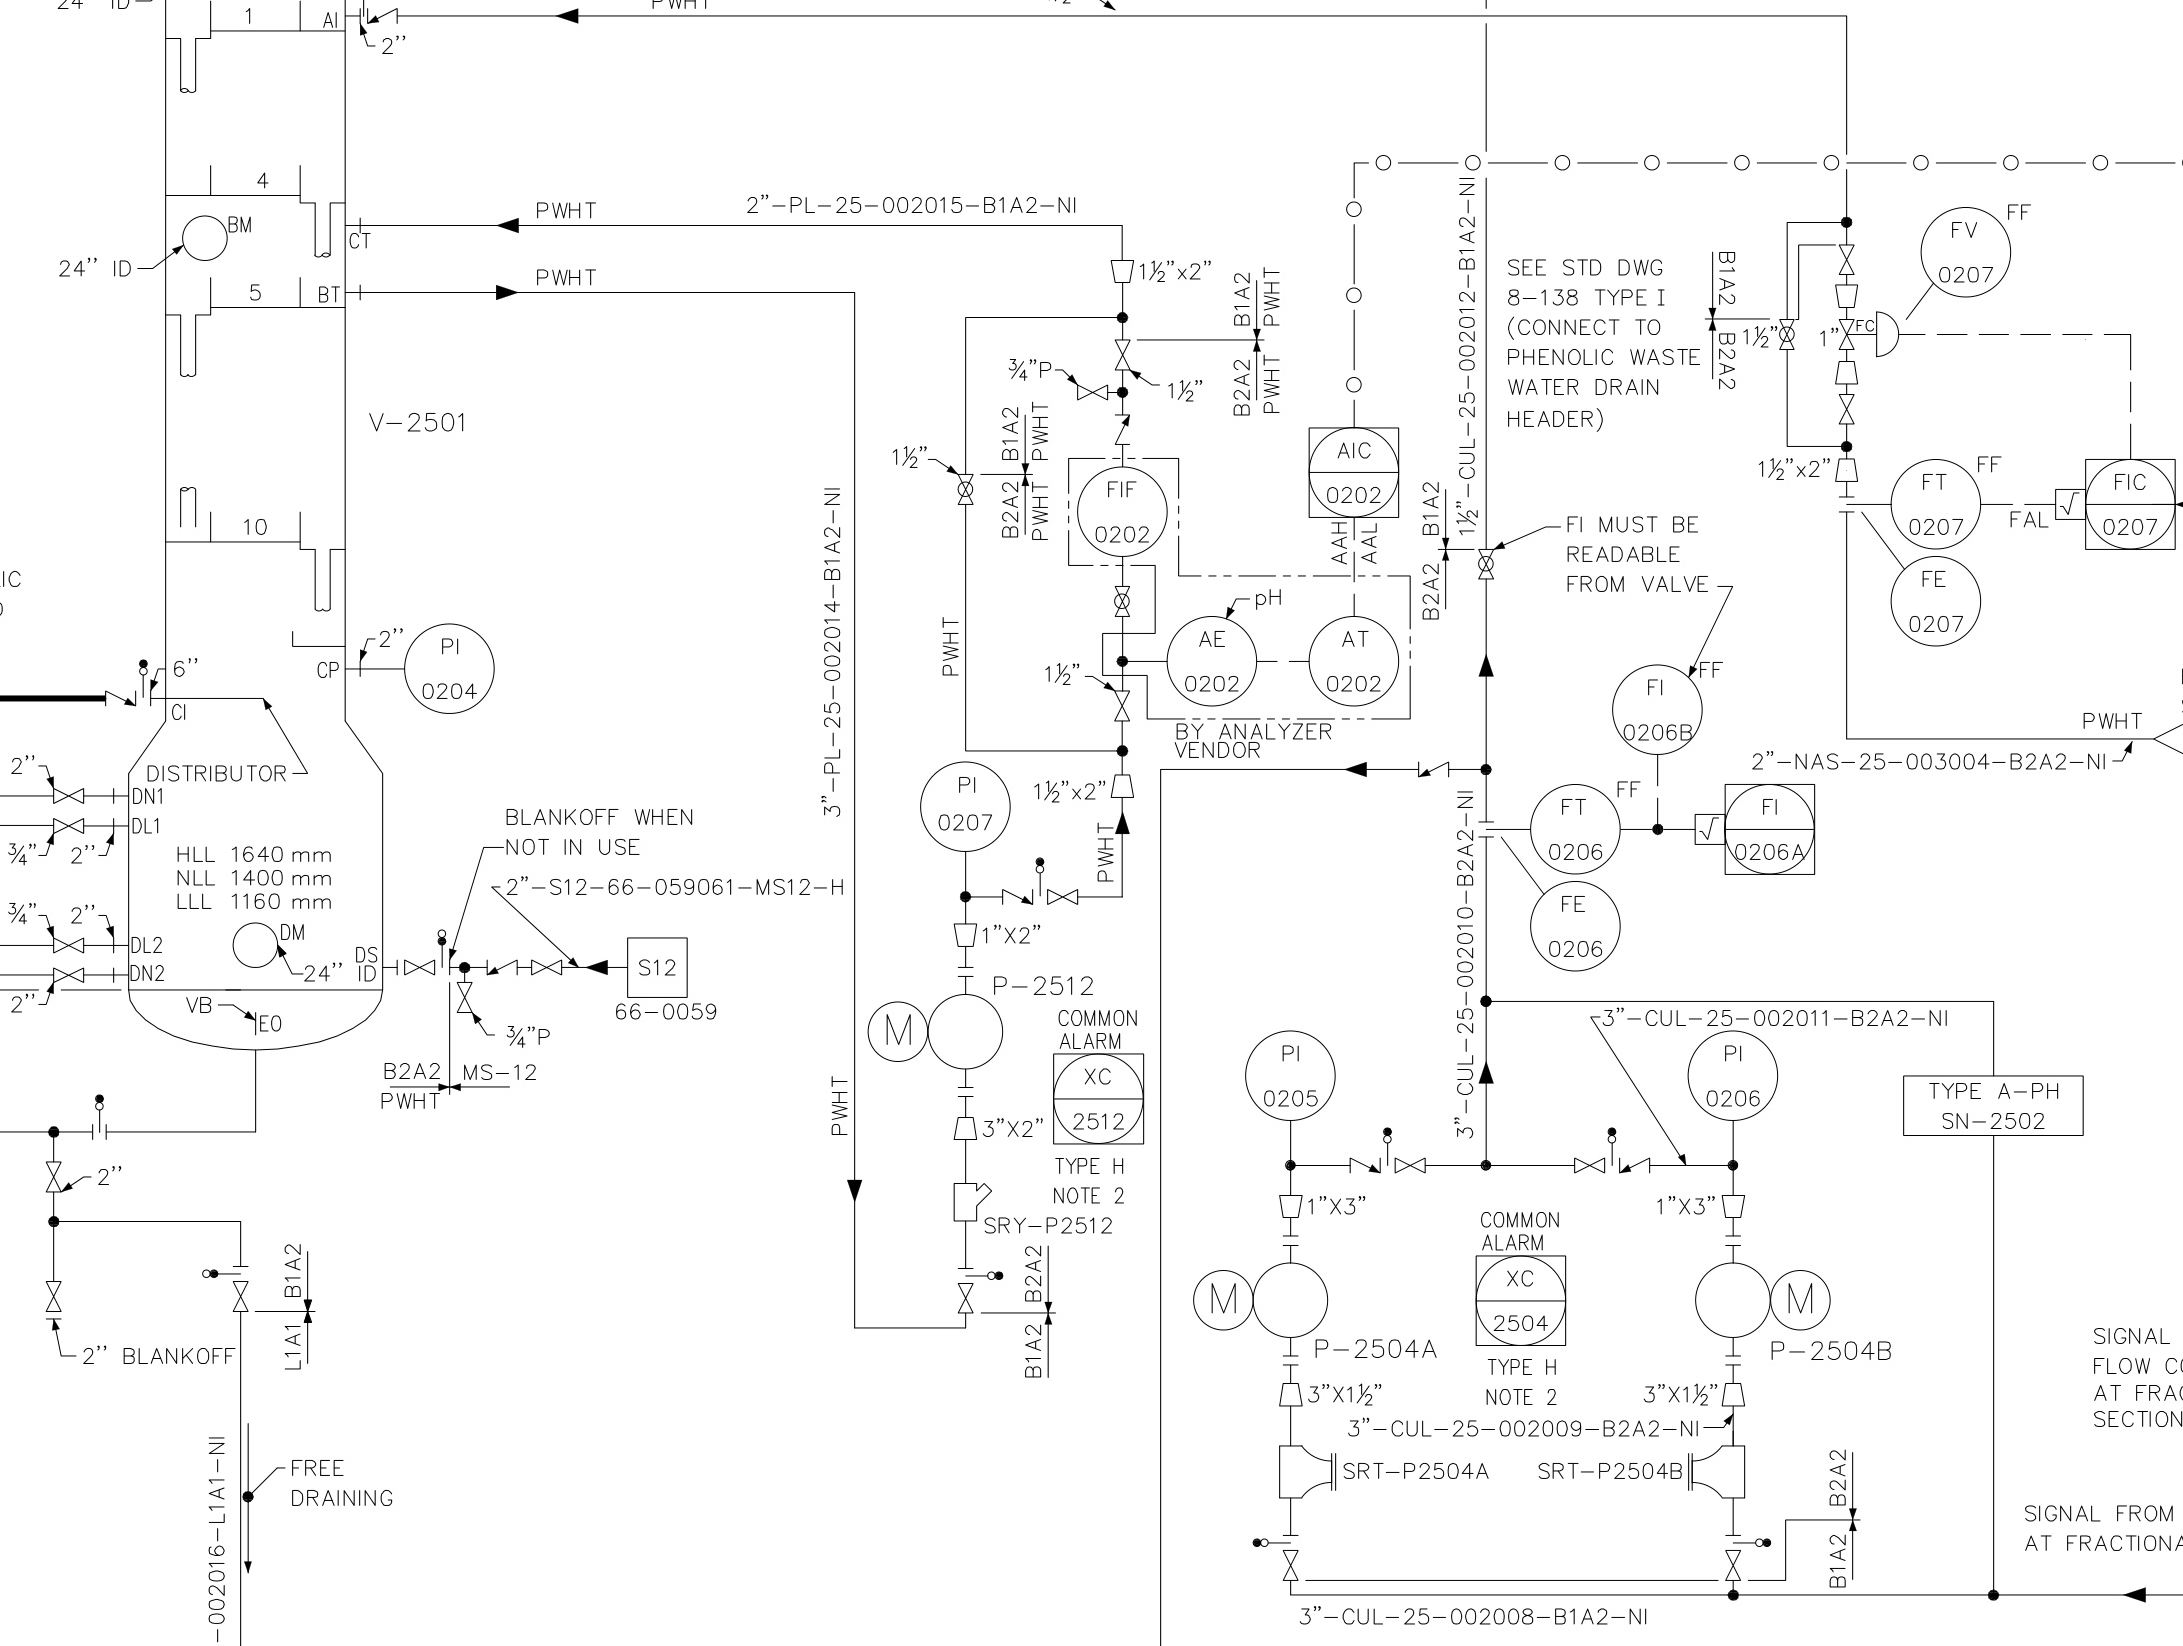 24" ID
1
AI
2''
PWHT
4
BM
24'' ID
CT
PWHT
2"-PL-25-002015-B1A2-NI
5
BT
PWHT
V-2501
10
CP
2''
PI
0204
6''
CI
DISTRIBUTOR
2''
DN1
DL1
¾"
2''
HLL 1640 mm
NLL 1400 mm
LLL 1160 mm
¾"
2''
DL2
DM
24''
DN2
2''
DS
ID
VB
EO
BLANKOFF WHEN
NOT IN USE
2"-S12-66-059061-MS12-H
S12
66-0059
¾"P
B2A2
MS-12
PWHT
2''
2'' BLANKOFF
B1A2
L1A1
-002016-L1A1-NI
FREE
DRAINING
3"-PL-25-002014-B1A2-NI
PWHT
1½"x2"
B1A2
PWHT
B2A2
PWHT
¾"P
1½"
B1A2
PWHT
B2A2
PWHT
1½"
FIF
0202
PWHT
1½"
AE
0202
pH
AT
0202
BY ANALYZER
VENDOR
AIC
0202
AAH
AAL
1½"x2"
PWHT
PI
0207
1"X2"
P-2512
M
COMMON
ALARM
XC
2512
TYPE H
NOTE 2
3"X2"
SRY-P2512
B2A2
B1A2
1½"-CUL-25-002012-B1A2-NI
B1A2
B2A2
SEE STD DWG
8-138 TYPE I
(CONNECT TO
PHENOLIC WASTE
WATER DRAIN
HEADER)
B1A2
B2A2
1½"
1"
FC
FV
0207
FF
1½"x2"
FT
0207
FF
FAL
√
FIC
0207
FE
0207
FI MUST BE
READABLE
FROM VALVE
FI
0206B
FF
PWHT
2"-NAS-25-003004-B2A2-NI
FT
0206
FF
√
FI
0206A
FE
0206
3"-CUL-25-002010-B2A2-NI
3"-CUL-25-002011-B2A2-NI
PI
0205
PI
0206
TYPE A-PH
SN-2502
1"X3"
1"X3"
COMMON
ALARM
XC
2504
TYPE H
NOTE 2
M
P-2504A
M
P-2504B
3"X1½"
3"X1½"
3"-CUL-25-002009-B2A2-NI
SRT-P2504A
SRT-P2504B
B2A2
B1A2
3"-CUL-25-002008-B1A2-NI
SIGNAL
FLOW
AT
SECTION
SIGNAL FROM
AT